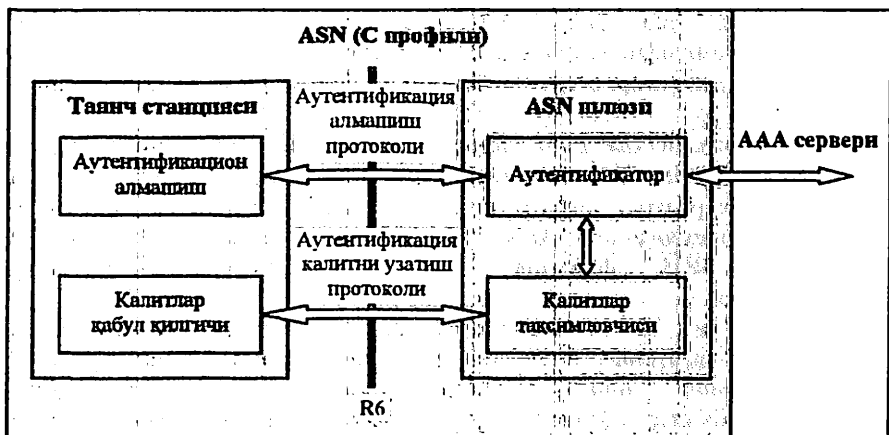 ASN (С профили)
Таянч станцияси
Аутентификация
алмашиш
протоколи
ASN шлюзи
Аутентификацион
алмашиш
Аутентификатор
ААА сервери
Аутентификация
калитни узатиш
протоколи
Калитлар
қабул қилгичи
Калитлар
тақсимловчиси
R6